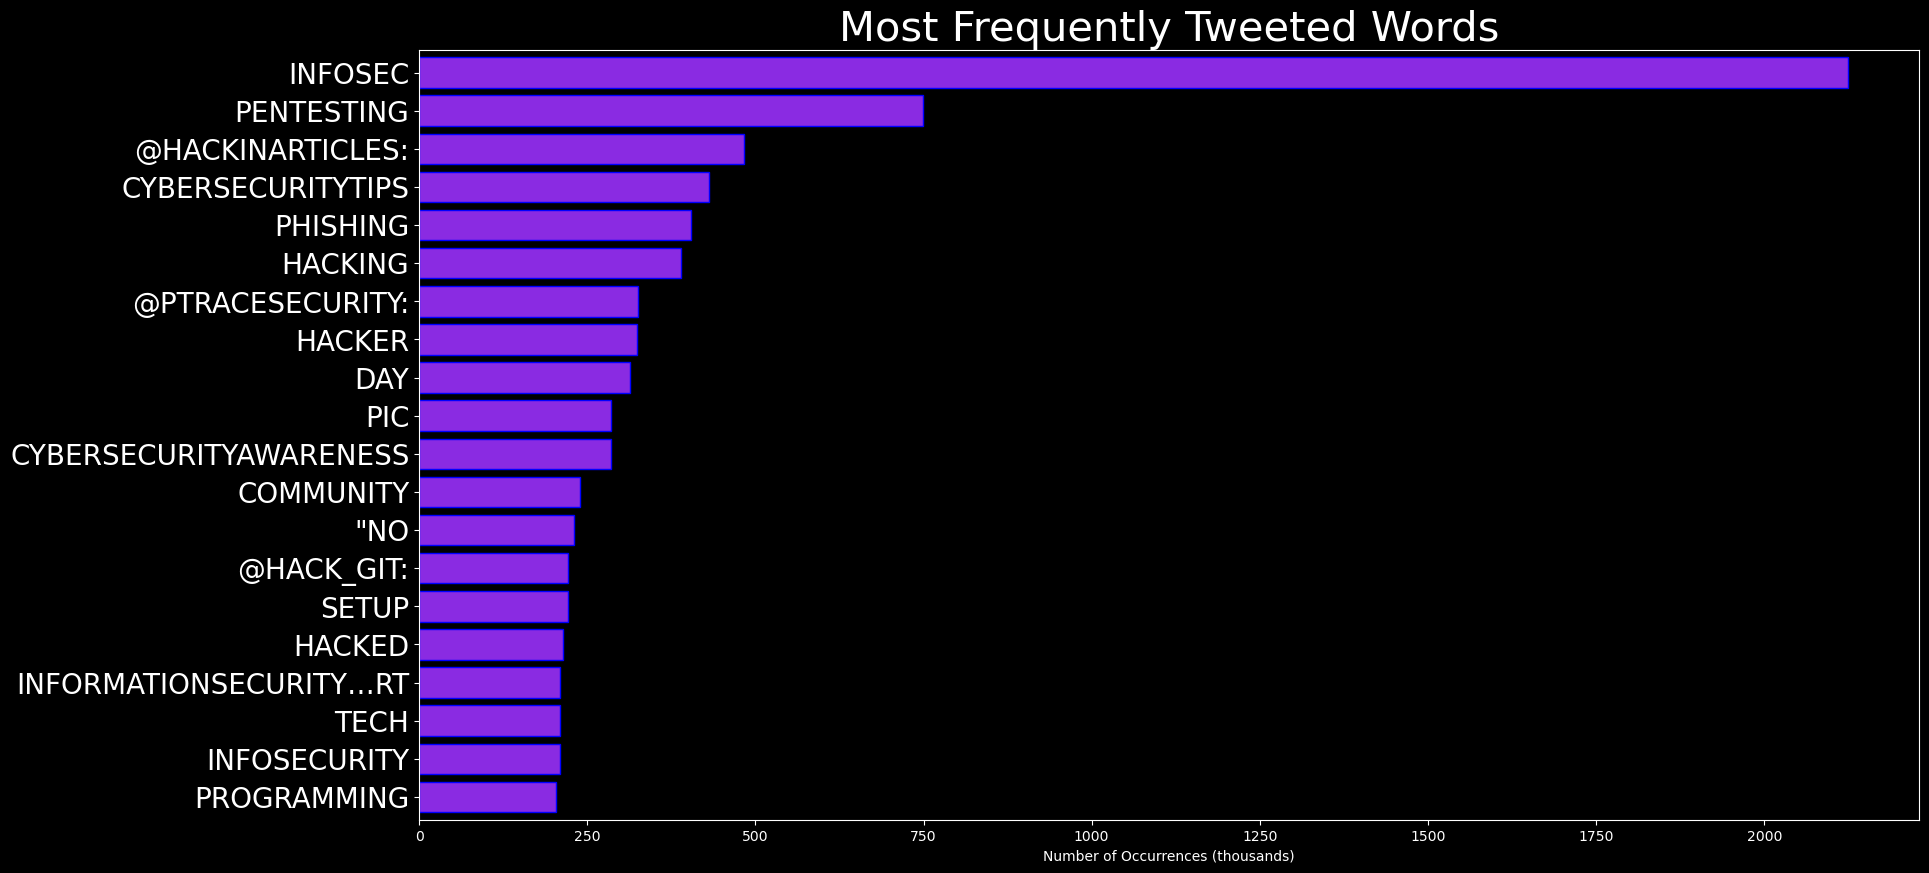 Most Frequently Tweeted Words
INFOSEC
PENTESTING
@HACKINARTICLES:
CYBERSECURITYTIPS
PHISHING
HACKING
@PTRACESECURITY:
HACKER
DAY
PIC
CYBERSECURITYAWARENESS
COMMUNITY
"NO
@HACK_GIT:
SETUP
HACKED
INFORMATIONSECURITY…RT
TECH
INFOSECURITY
PROGRAMMING
0 250 500 750 1000 1250 1500 1750 2000
Number of Occurrences (thousands)